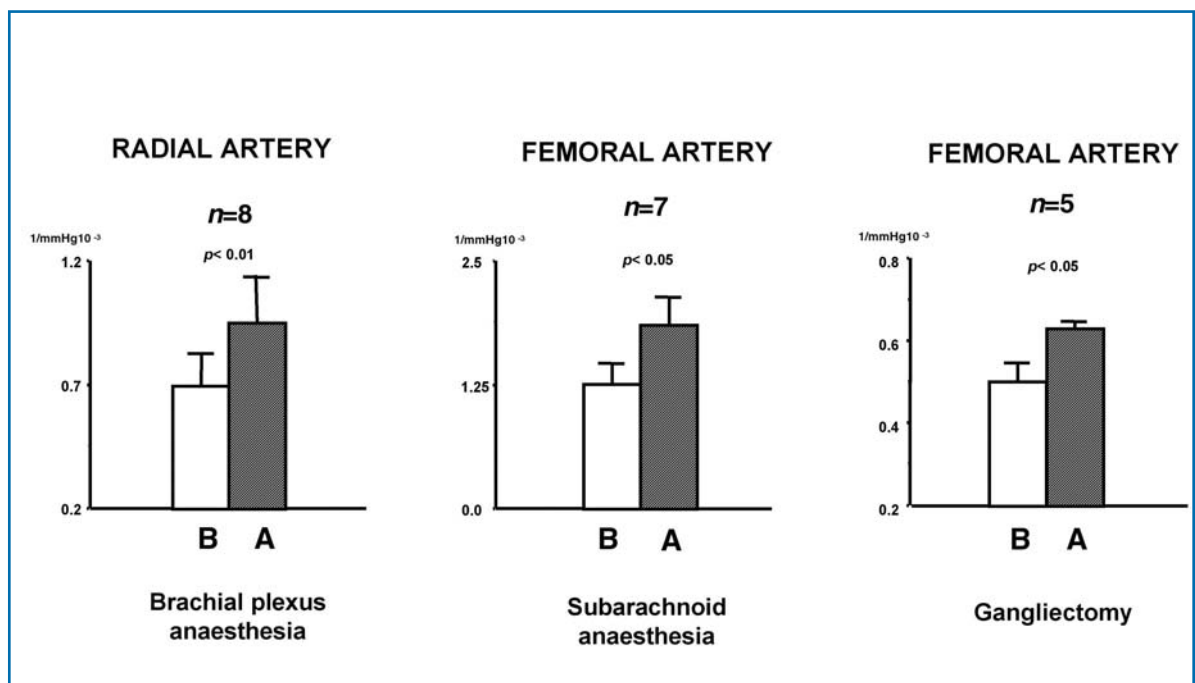 RADIAL ARTERY
n=8
1/mmHg10 -3
p< 0.01
1.2
0.7
0.2
B A
Brachial plexus
anaesthesia
FEMORAL ARTERY
n=7
1/mmHg10 -3
p< 0.05
2.5
1.25
0.0
B A
Subarachnoid
anaesthesia
FEMORAL ARTERY
n=5
1/mmHg10 -3
p< 0.05
0.8
0.6
0.4
0.2
B A
Gangliectomy